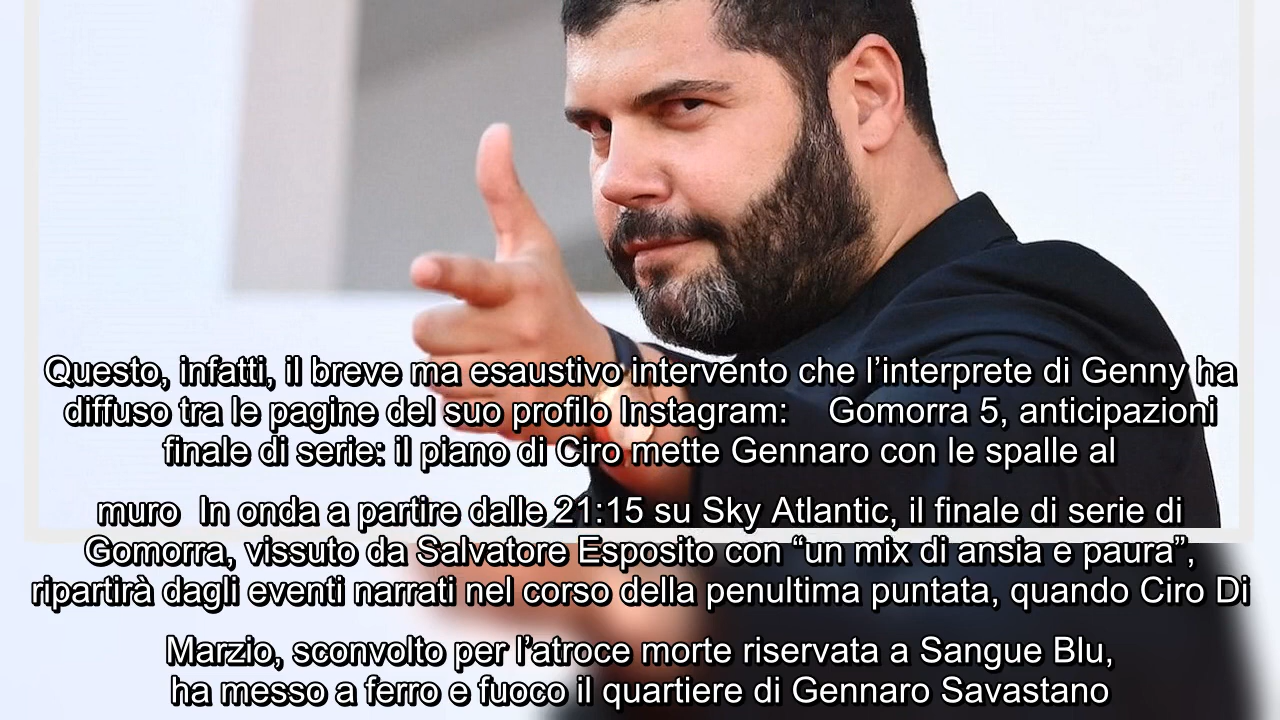 Questo, infatti, il breve ma esaustivo intervento che l’interprete di Genny ha
diffuso tra le pagine del suo profilo Instagram: Gomorra 5, anticipazioni
finale di serie: il piano di Ciro mette Gennaro con le spalle al
muro In onda a partire dalle 21:15 su Sky Atlantic, il finale di serie di
Gomorra, vissuto da Salvatore Esposito con “un mix di ansia e paura”,
ripartirà dagli eventi narrati nel corso della penultima puntata, quando Ciro Di
Marzio, sconvolto per l’atroce morte riservata a Sangue Blu,
ha messo a ferro e fuoco il quartiere di Gennaro Savastano